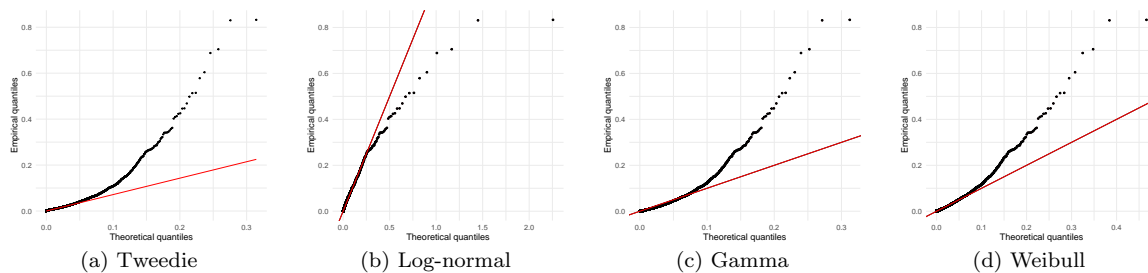 0.8
0.6
0.4
0.2
0.0
Empirical quantiles
0.0 0.1 0.2 0.3
Theoretical quantiles
(a) Tweedie
0.8
0.6
0.4
0.2
0.0
Empirical quantiles
0.0 0.5 1.0 1.5 2.0
Theoretical quantiles
(b) Log-normal
0.8
0.6
0.4
0.2
0.0
Empirical quantiles
0.0 0.1 0.2 0.3
Theoretical quantiles
(c) Gamma
0.8
0.6
0.4
0.2
0.0
Empirical quantiles
0.0 0.1 0.2 0.3 0.4
Theoretical quantiles
(d) Weibull